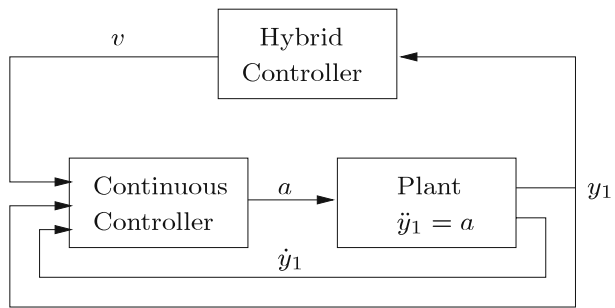 v
Hybrid
Controller
Continuous
Controller
a
Plant
ÿ₁ = a
y₁
ẏ₁